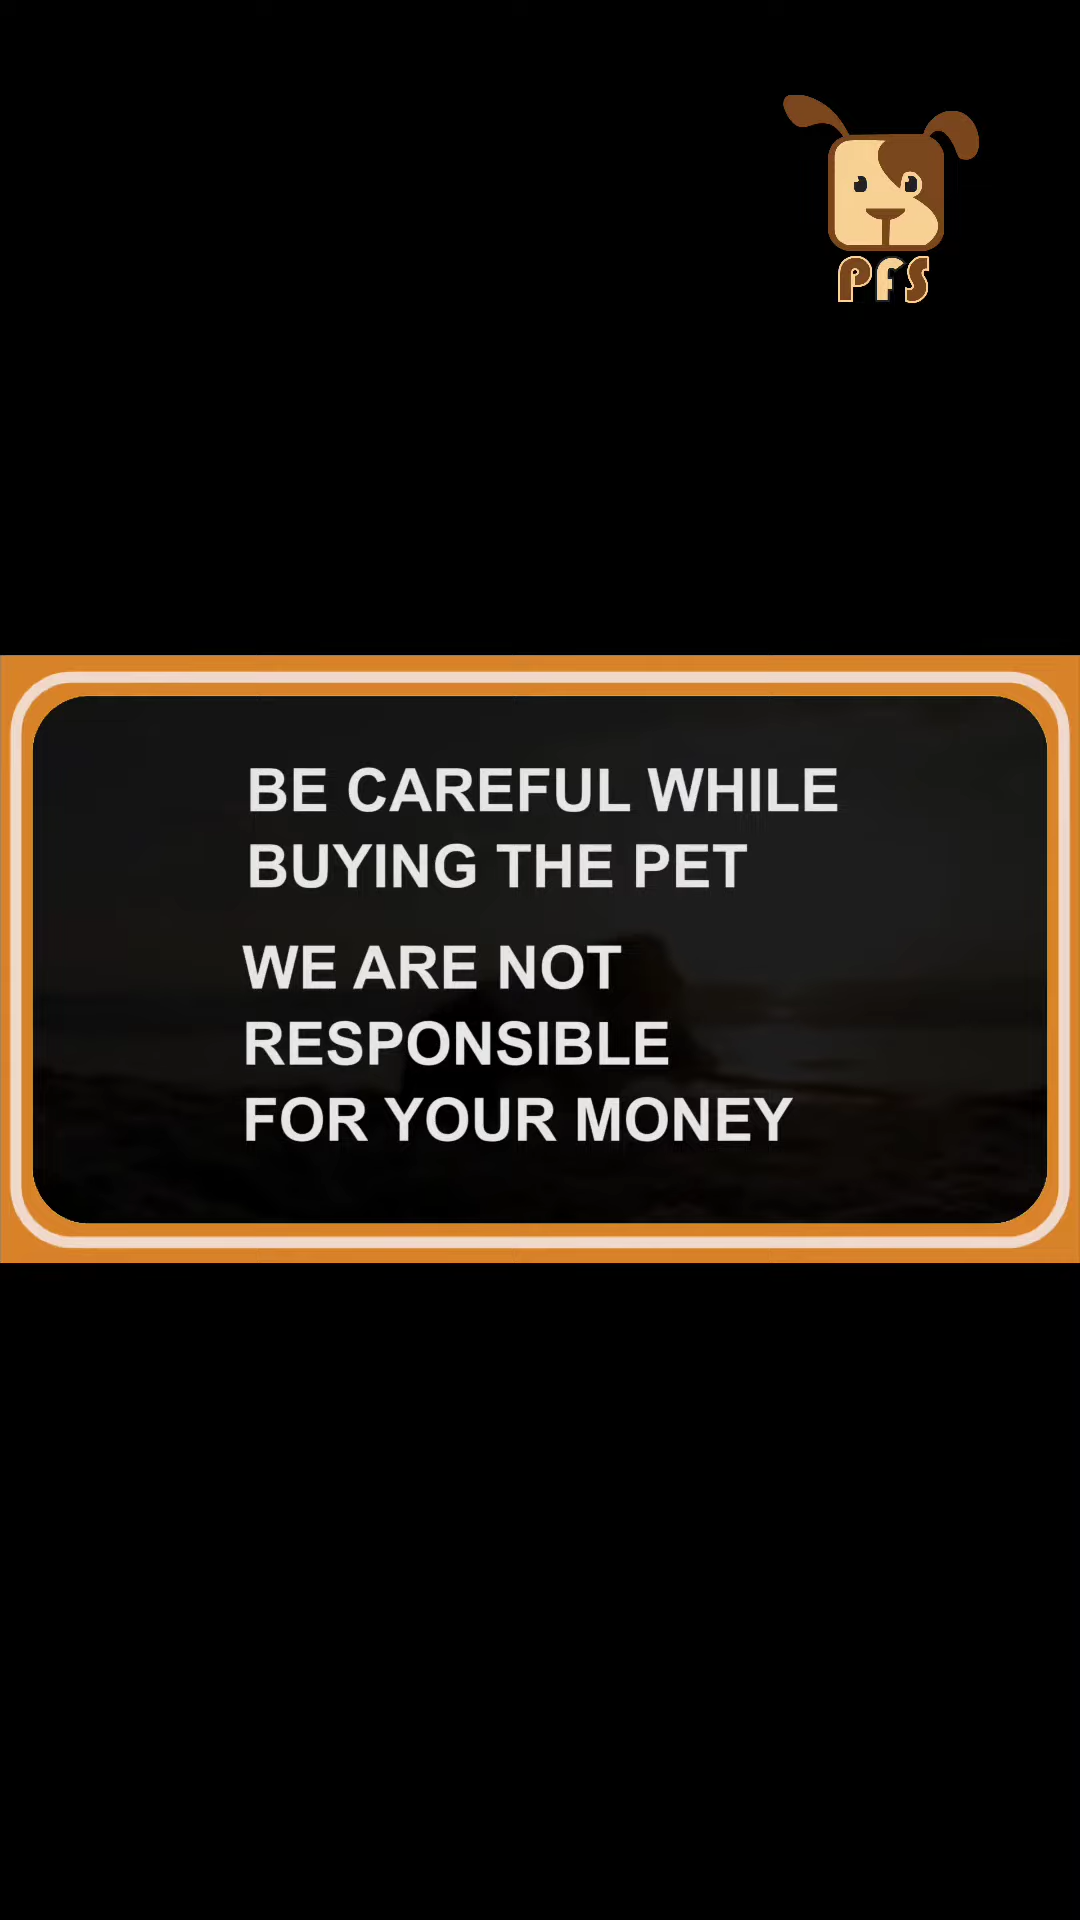 PFS
BE CAREFUL WHILE
BUYING THE PET
WE ARE NOT
RESPONSIBLE
FOR YOUR MONEY